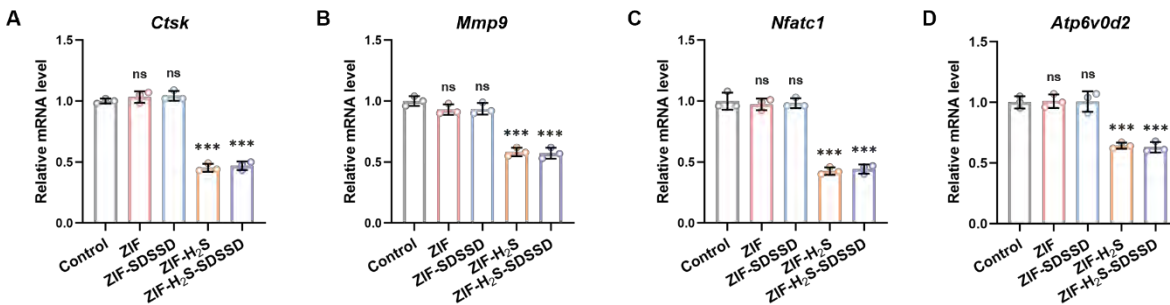 A
Ctsk
Relative mRNA level
1.5
1.0
0.5
0.0
ns
ns
***
***
Control
ZIF
ZIF-SDSSD
ZIF-H₂S
ZIF-H₂S-SDSSD
B
Mmp9
Relative mRNA level
1.5
1.0
0.5
0.0
ns
ns
***
***
Control
ZIF
ZIF-SDSSD
ZIF-H₂S
ZIF-H₂S-SDSSD
C
Nfatc1
Relative mRNA level
1.5
1.0
0.5
0.0
ns
ns
***
***
Control
ZIF
ZIF-SDSSD
ZIF-H₂S
ZIF-H₂S-SDSSD
D
Atp6v0d2
Relative mRNA level
1.5
1.0
0.5
0.0
ns
ns
***
***
Control
ZIF
ZIF-SDSSD
ZIF-H₂S
ZIF-H₂S-SDSSD